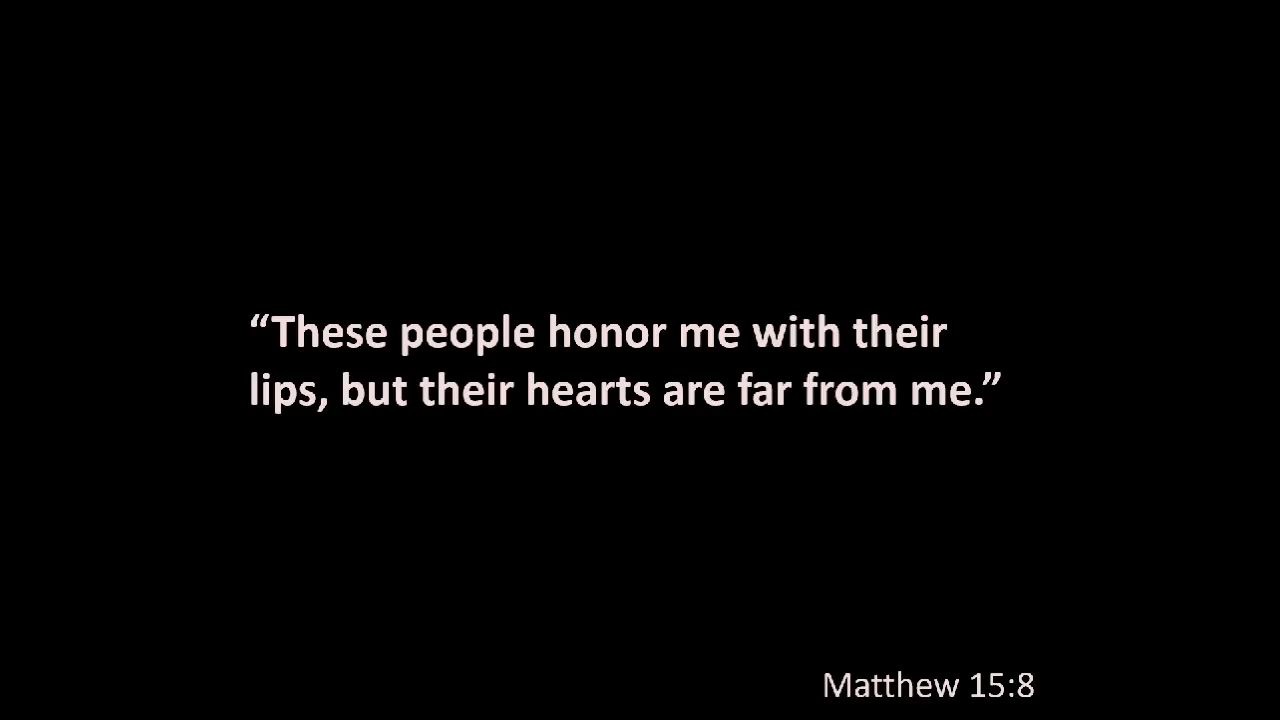 “These people honor me with their
lips, but their hearts are far from me.”
Matthew 15:8